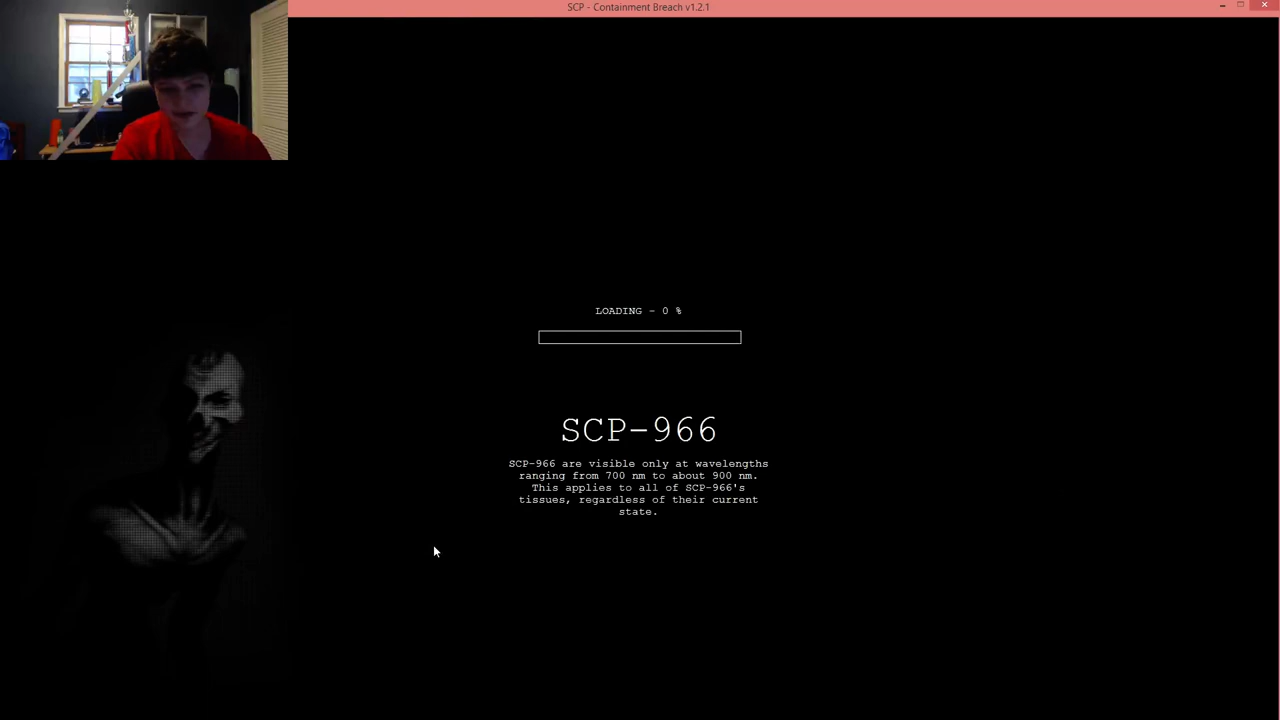 SCP - Containment Breach v1.2.1
LOADING - 0 %
SCP-966
SCP-966 are visible only at wavelengths
ranging from 700 nm to about 900 nm.
This applies to all of SCP-966's
tissues, regardless of their current
state.